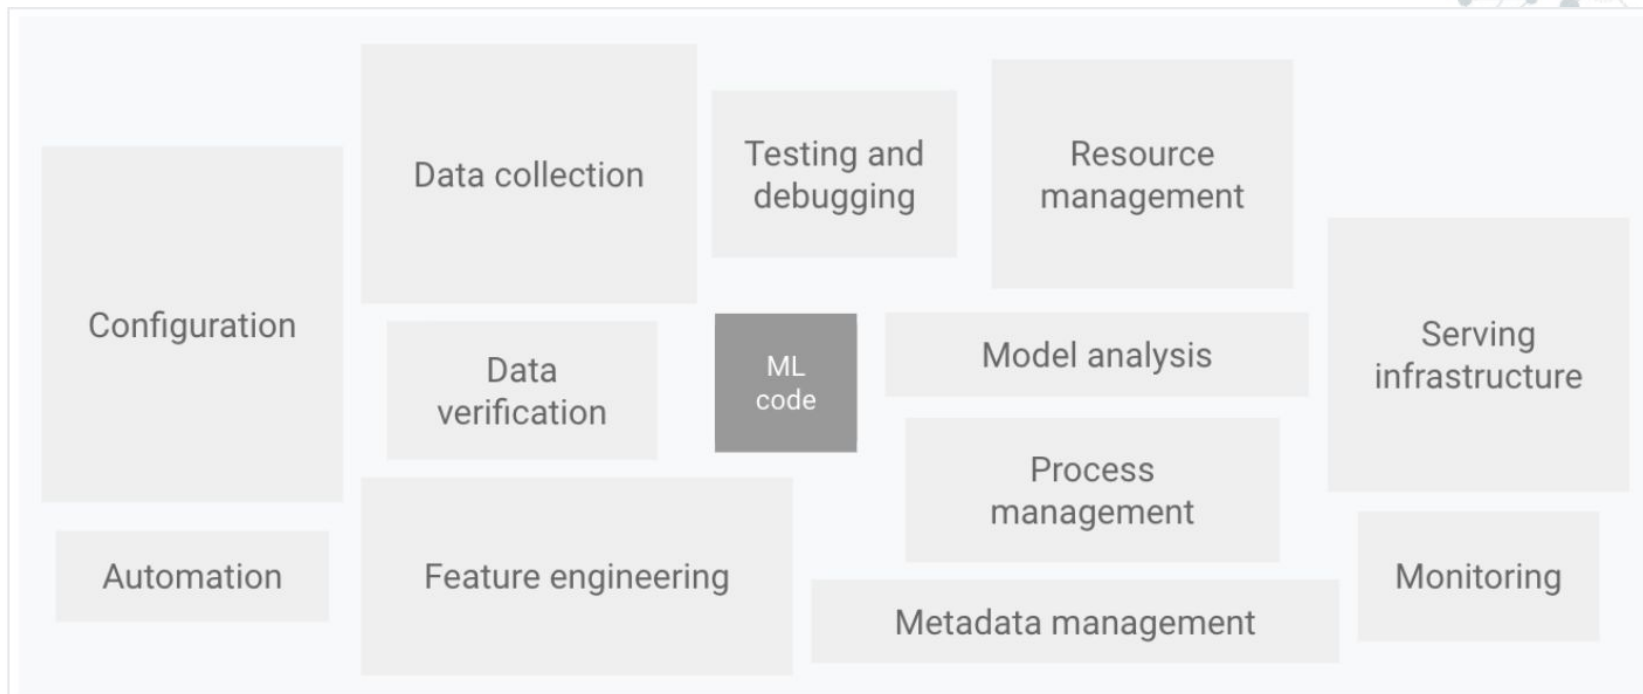 Data collection
Testing and
debugging
Resource
management
Configuration
Data
verification
ML
code
Model analysis
Serving
infrastructure
Process
management
Automation
Feature engineering
Metadata management
Monitoring